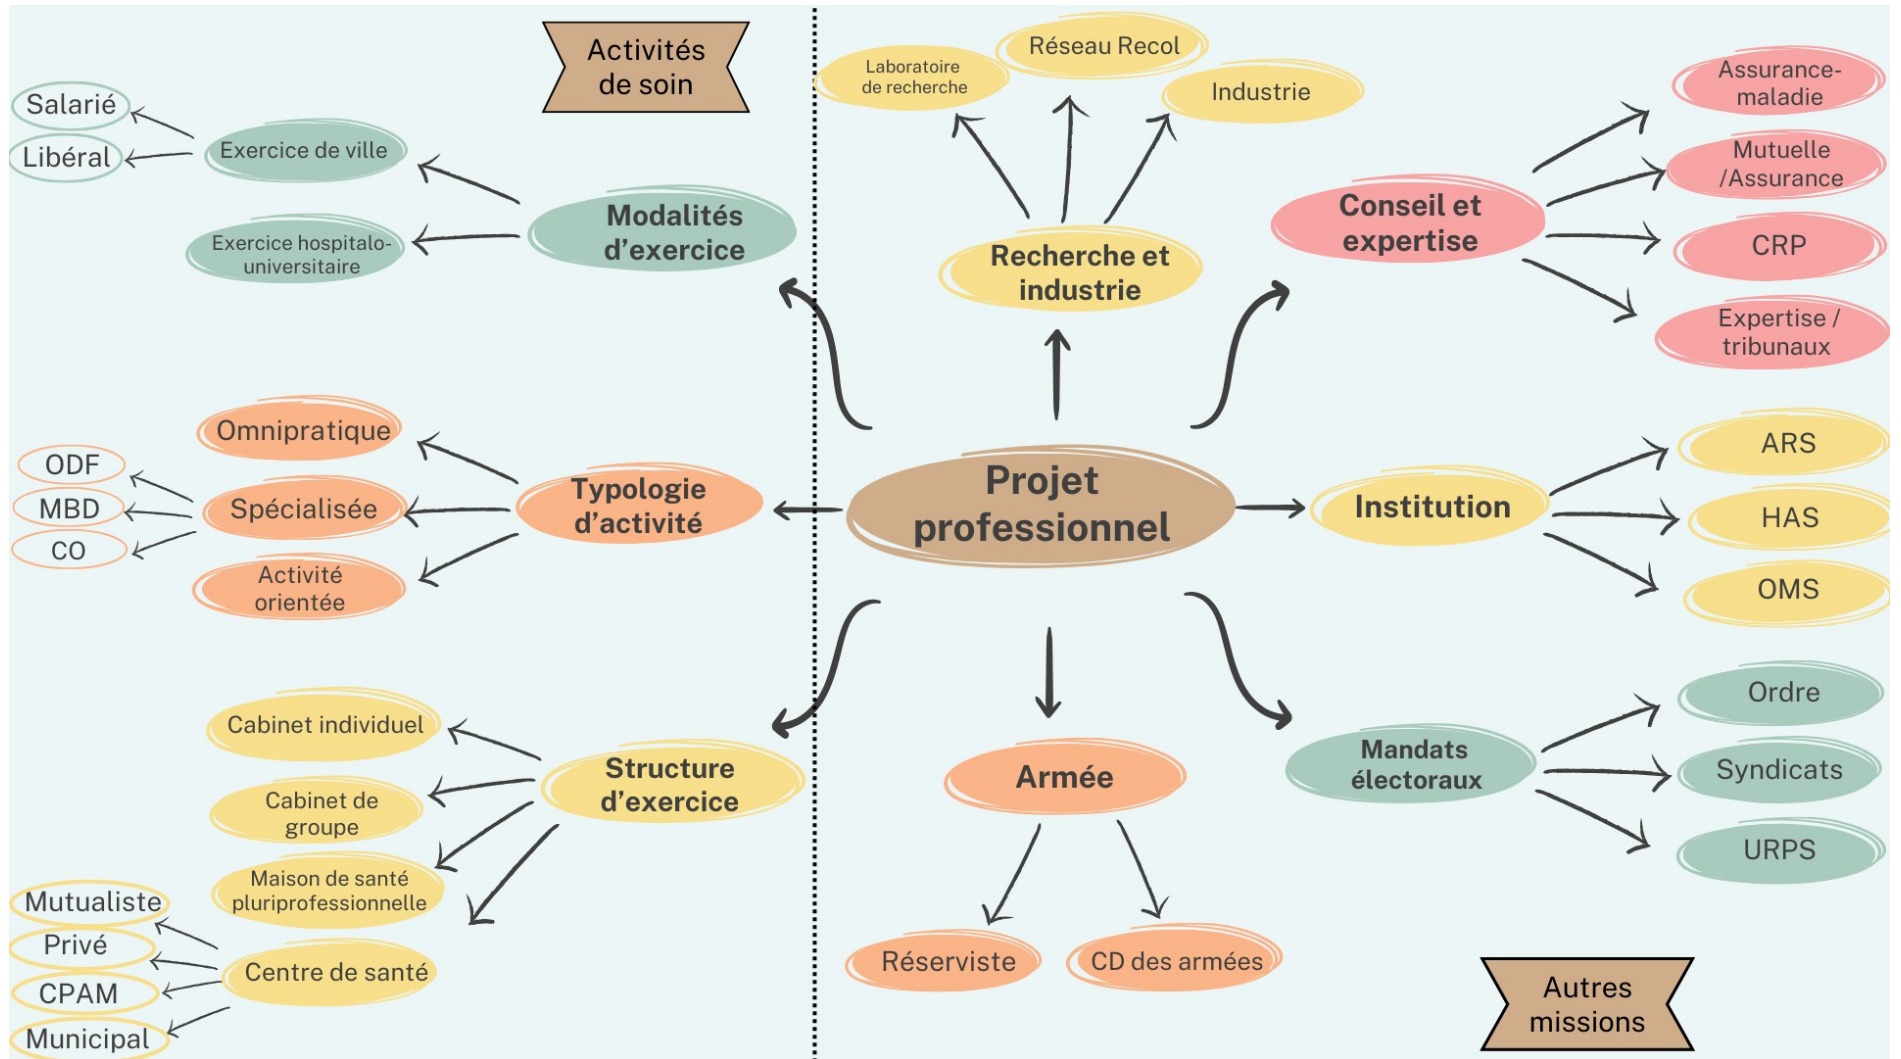 Activités
de soin
Salarié
Libéral
Exercice de ville
Exercice hospitalo-
universitaire
Modalités
d’exercice
Omnipratique
ODF
MBD
CO
Spécialisée
Activité
orientée
Typologie
d’activité
Cabinet individuel
Cabinet de
groupe
Maison de santé
pluriprofessionnelle
Mutualiste
Privé
CPAM
Municipal
Centre de santé
Structure
d’exercice
Projet
professionnel
Laboratoire
de recherche
Réseau Recol
Industrie
Recherche et
industrie
Conseil et
expertise
Assurance-
maladie
Mutuelle
/Assurance
CRP
Expertise /
tribunaux
Institution
ARS
HAS
OMS
Mandats
électoraux
Ordre
Syndicats
URPS
Armée
Réserviste
CD des armées
Autres
missions